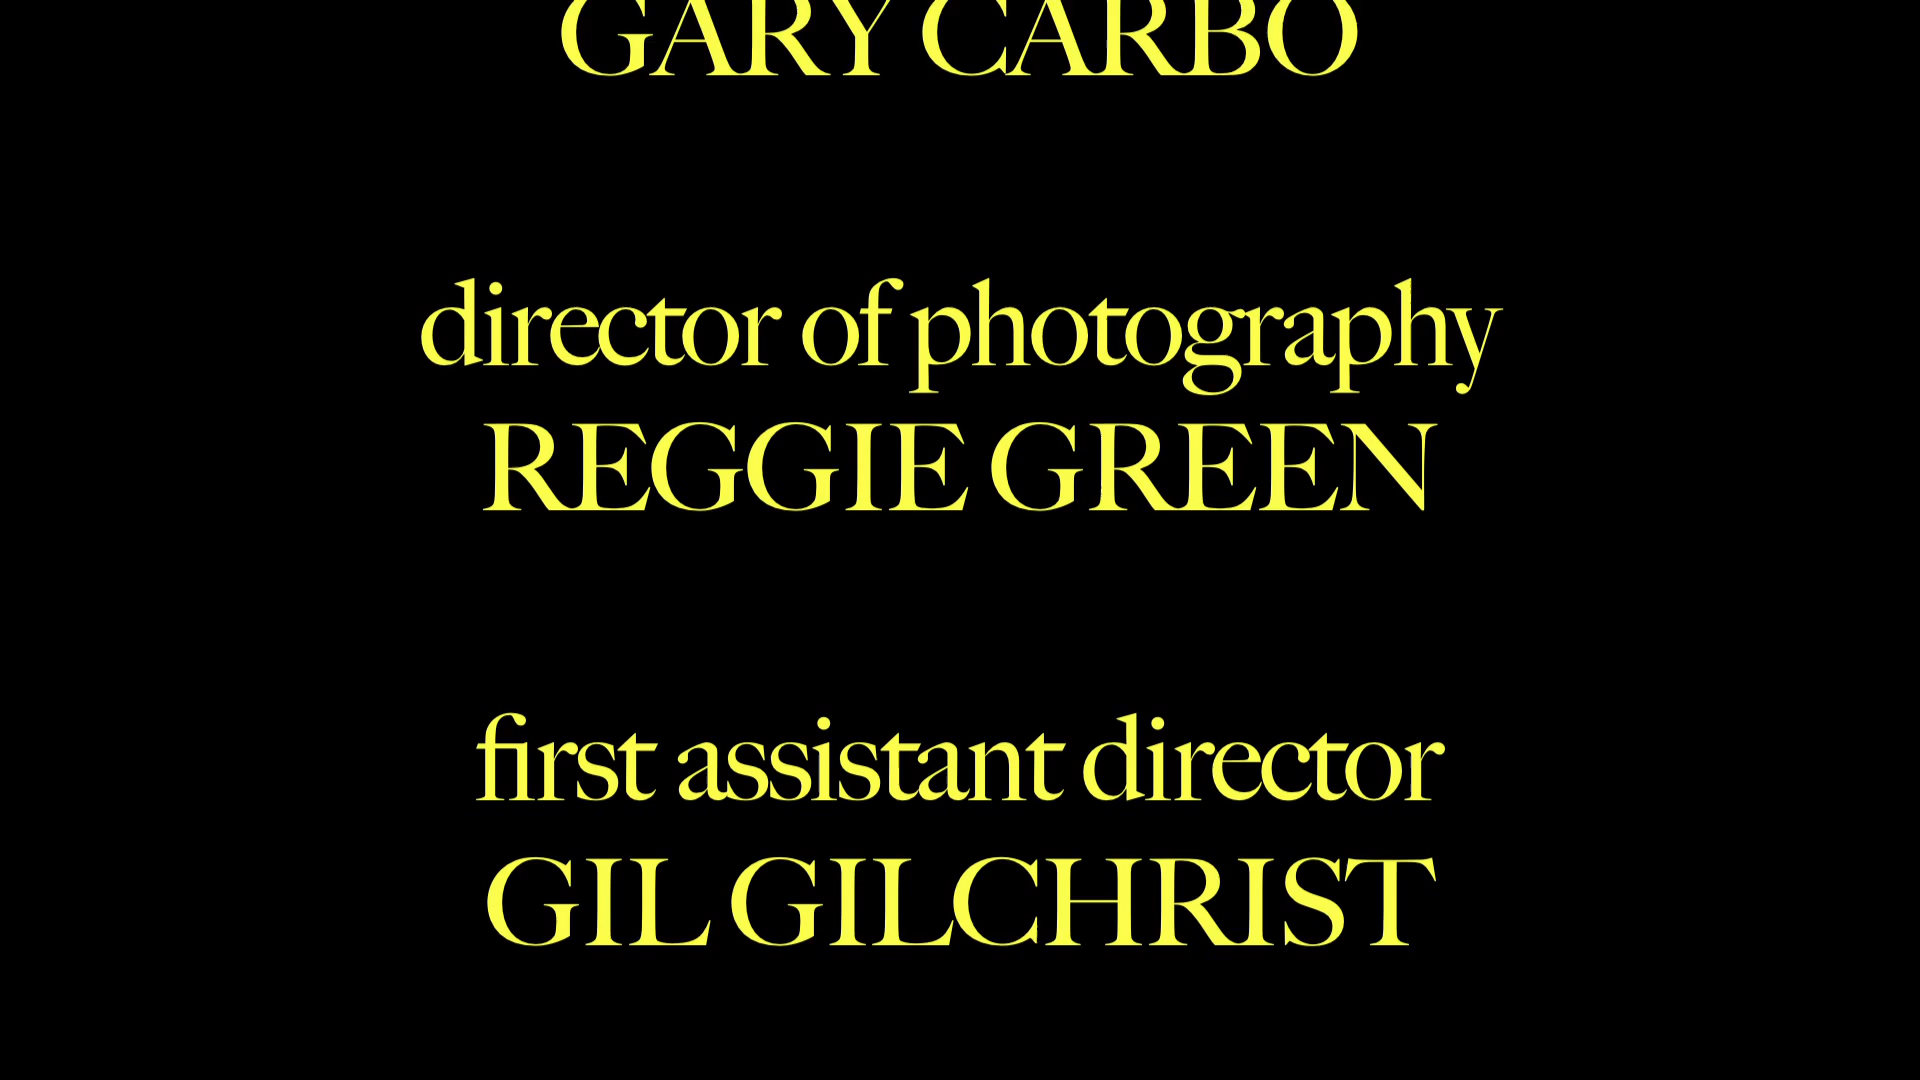 GARY CARBO
director of photography
REGGIE GREEN
first assistant director
GIL GILCHRIST